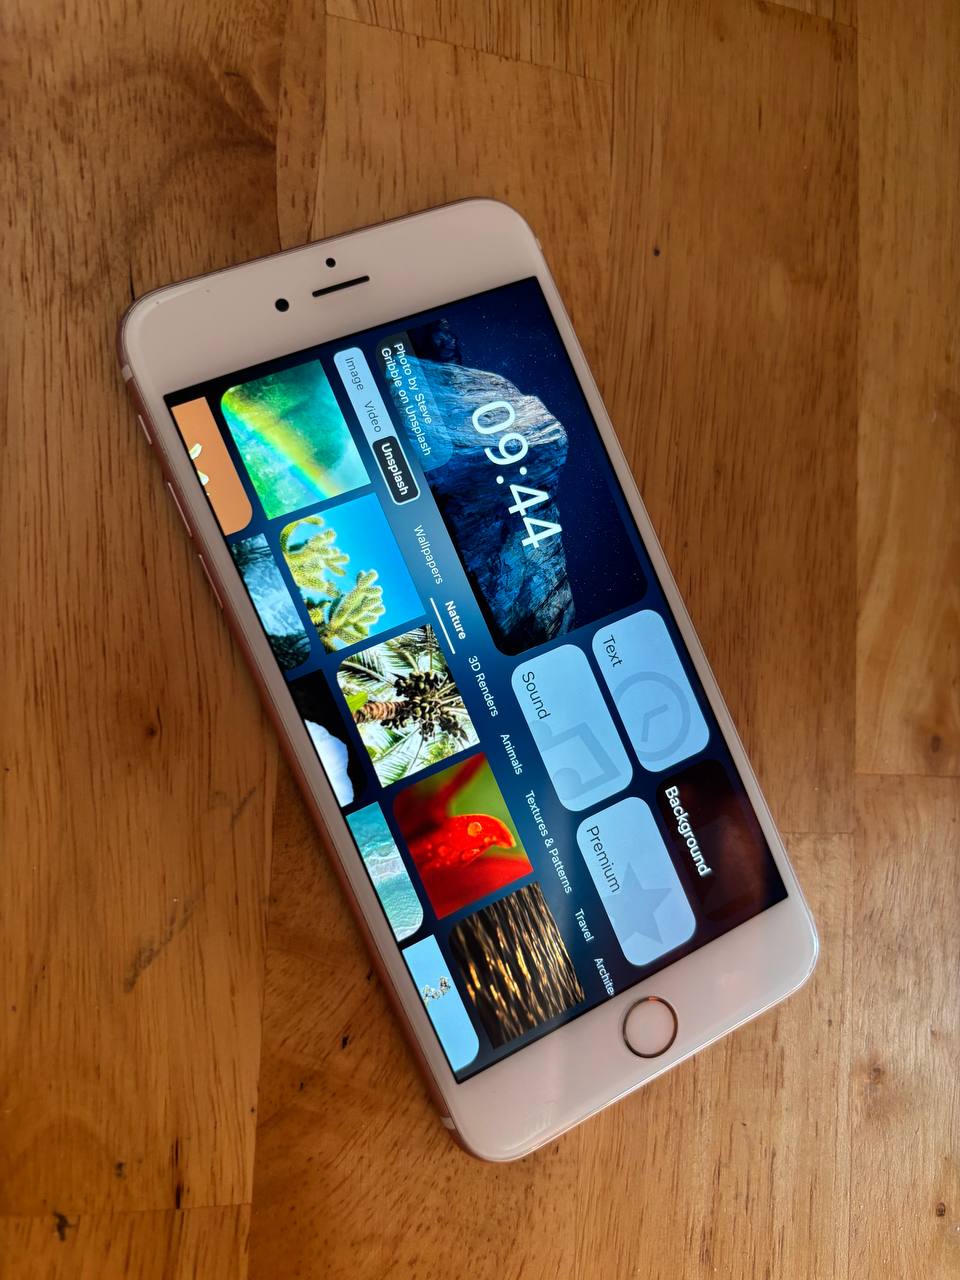 09:44
Photo by Steve
Gribble on Unsplash
Text
Background
Sound
Premium
Image Video Unsplash
Wallpapers Nature 3D Renders Animals Textures & Patterns Travel Archite